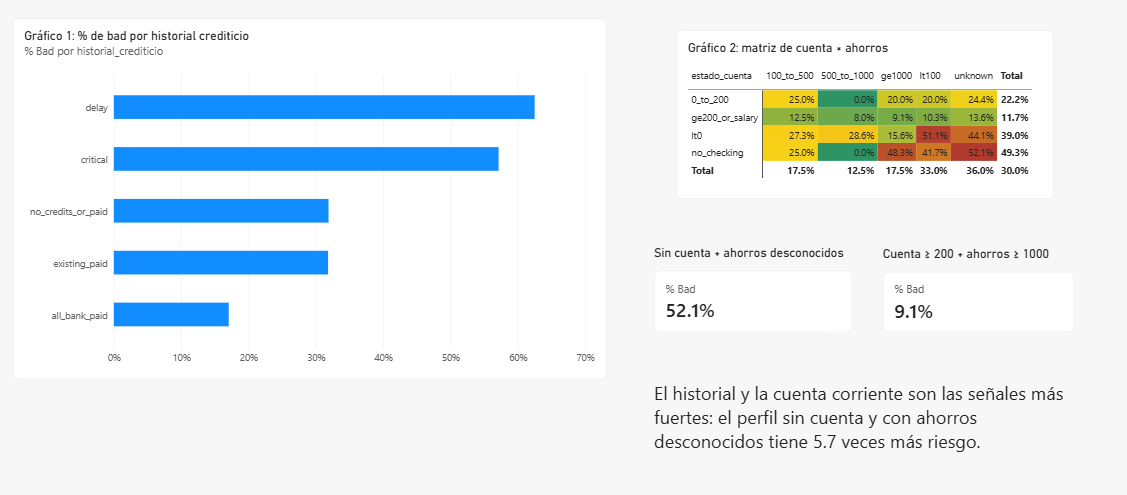 Gráfico 1: % de bad por historial crediticio
% Bad por historial_crediticio
delay
critical
no_credits_or_paid
existing_paid
all_bank_paid
0% 10% 20% 30% 40% 50% 60% 70%
Gráfico 2: matriz de cuenta × ahorros
estado_cuenta 100_to_500 500_to_1000 ge1000 lt100 unknown Total
0_to_200 25.0% 0.0% 20.0% 20.0% 24.4% 22.2%
ge200_or_salary 12.5% 8.0% 9.1% 10.3% 13.6% 11.7%
lt0 27.3% 28.6% 15.6% 51.1% 44.1% 39.0%
no_checking 25.0% 0.0% 48.3% 41.7% 52.1% 49.3%
Total 17.5% 12.5% 17.5% 33.0% 36.0% 30.0%
Sin cuenta + ahorros desconocidos
% Bad
52.1%
Cuenta ≥ 200 + ahorros ≥ 1000
% Bad
9.1%
El historial y la cuenta corriente son las señales más
fuertes: el perfil sin cuenta y con ahorros
desconocidos tiene 5.7 veces más riesgo.